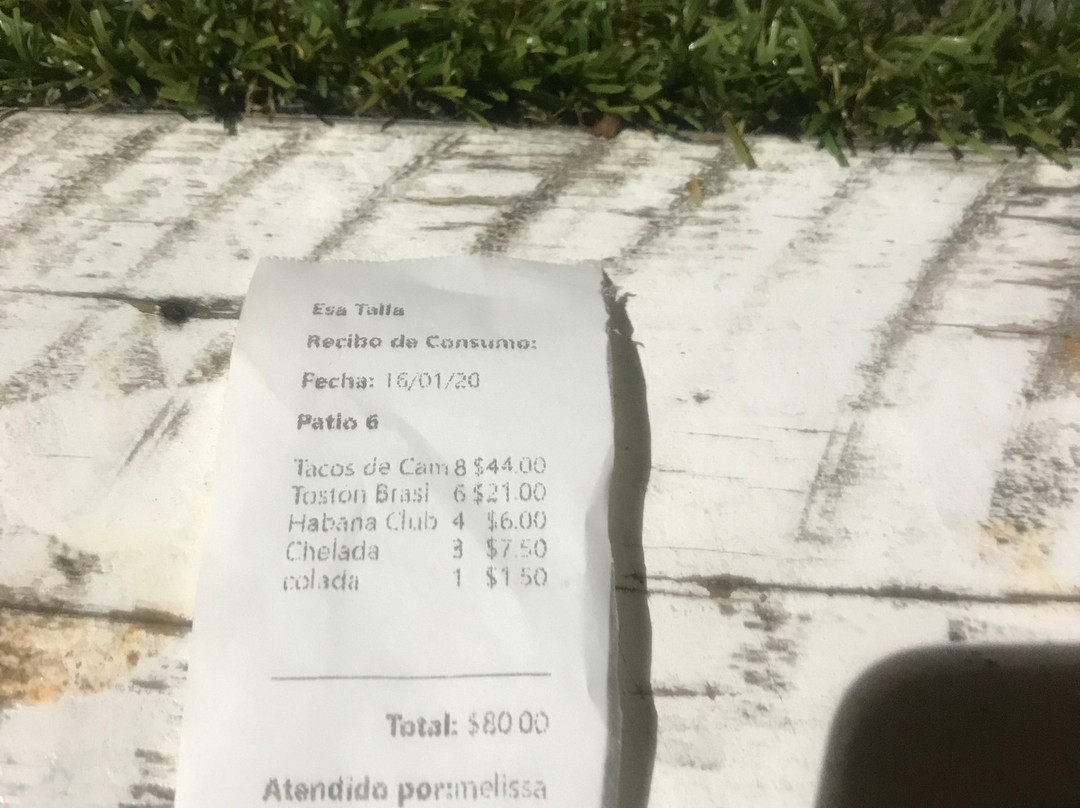 Esa Talla
Recibo de Consumo:
Fecha: 16/01/20
Patio 6
Tacos de Cam 8 $44.00
Toston Brasi 6 $21.00
Habana Club 4 $6.00
Chelada 3 $7.50
colada 1 $1.50
Total: $80.00
Atendido por:melissa